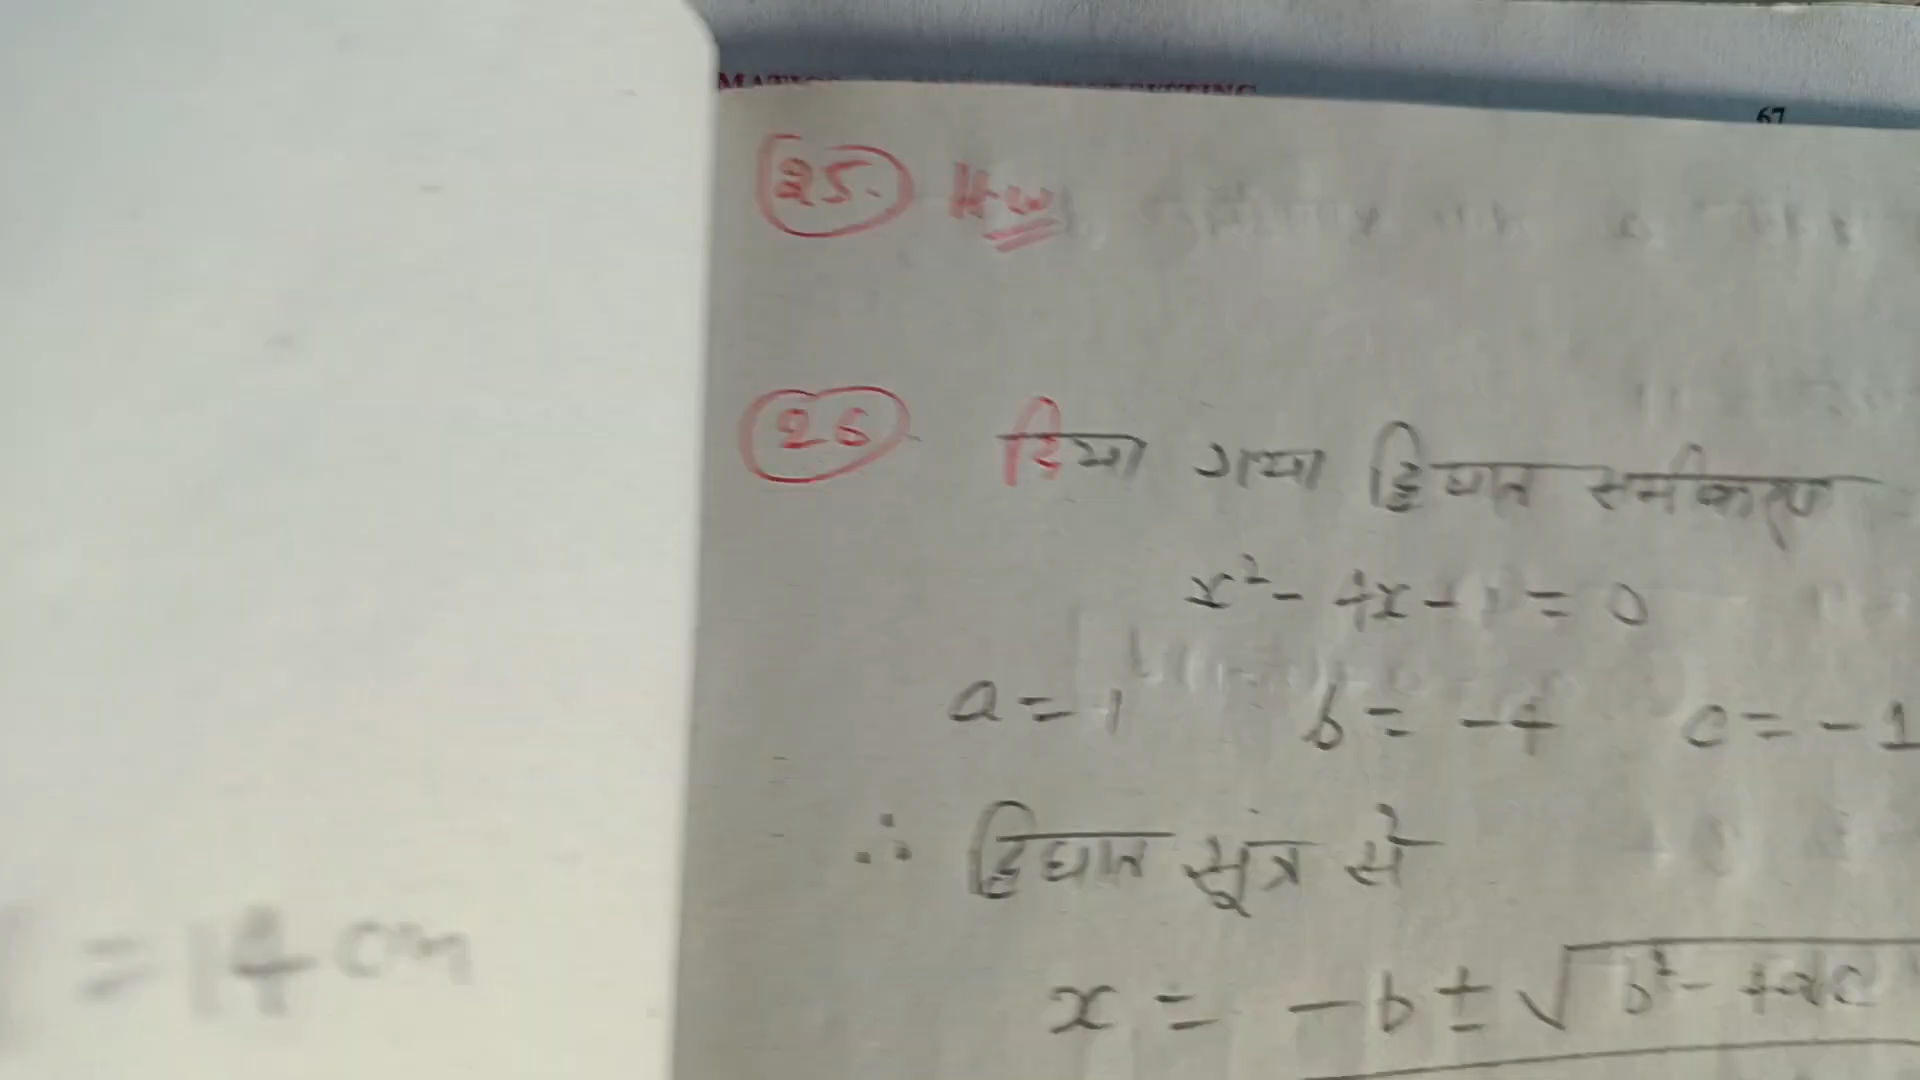 67
25. H.w
26 दिया गया द्विघात समीकरण
x² - 4x - 1 = 0
a = 1 b = -4 c = -1
∴ द्विघात सूत्र से
x = -b ± √b² - 4ac
= 14 cm